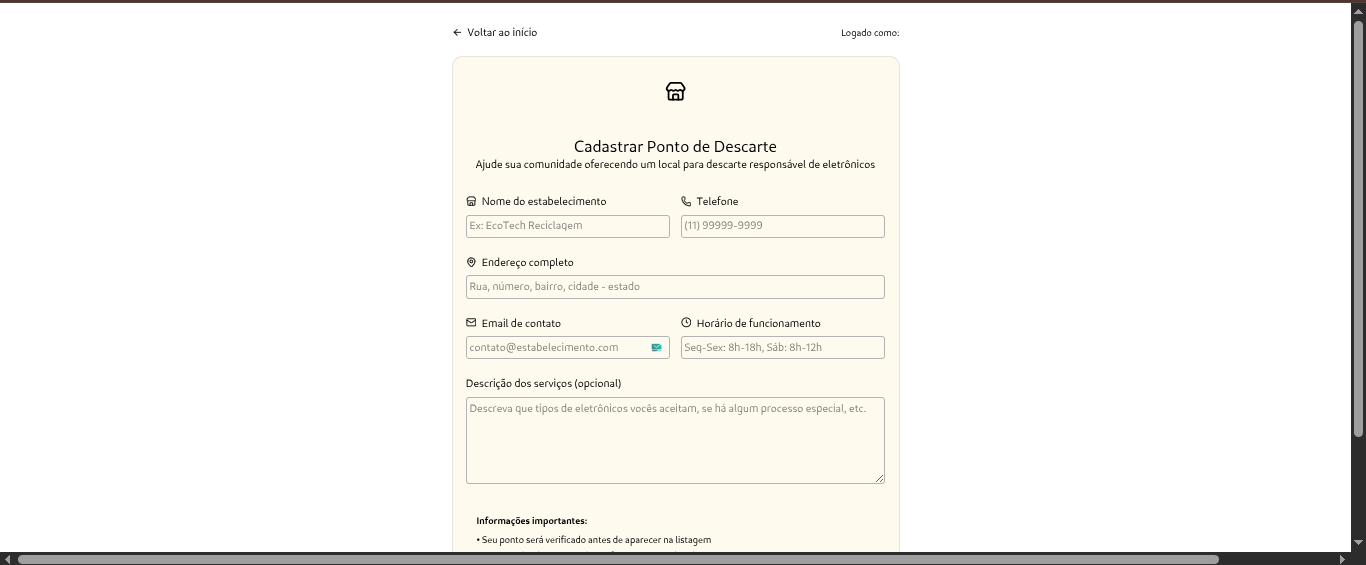 Voltar ao início
Logado como:
Cadastrar Ponto de Descarte
Ajude sua comunidade oferecendo um local para descarte responsável de eletrônicos
Nome do estabelecimento
Telefone
Ex: EcoTech Reciclagem
(11) 99999-9999
Endereço completo
Rua, número, bairro, cidade - estado
Email de contato
Horário de funcionamento
contato@estabelecimento.com
Seg-Sex: 8h-18h, Sáb: 8h-12h
Descrição dos serviços (opcional)
Descreva que tipos de eletrônicos vocês aceitam, se há algum processo especial, etc.
Informações importantes:
• Seu ponto será verificado antes de aparecer na listagem